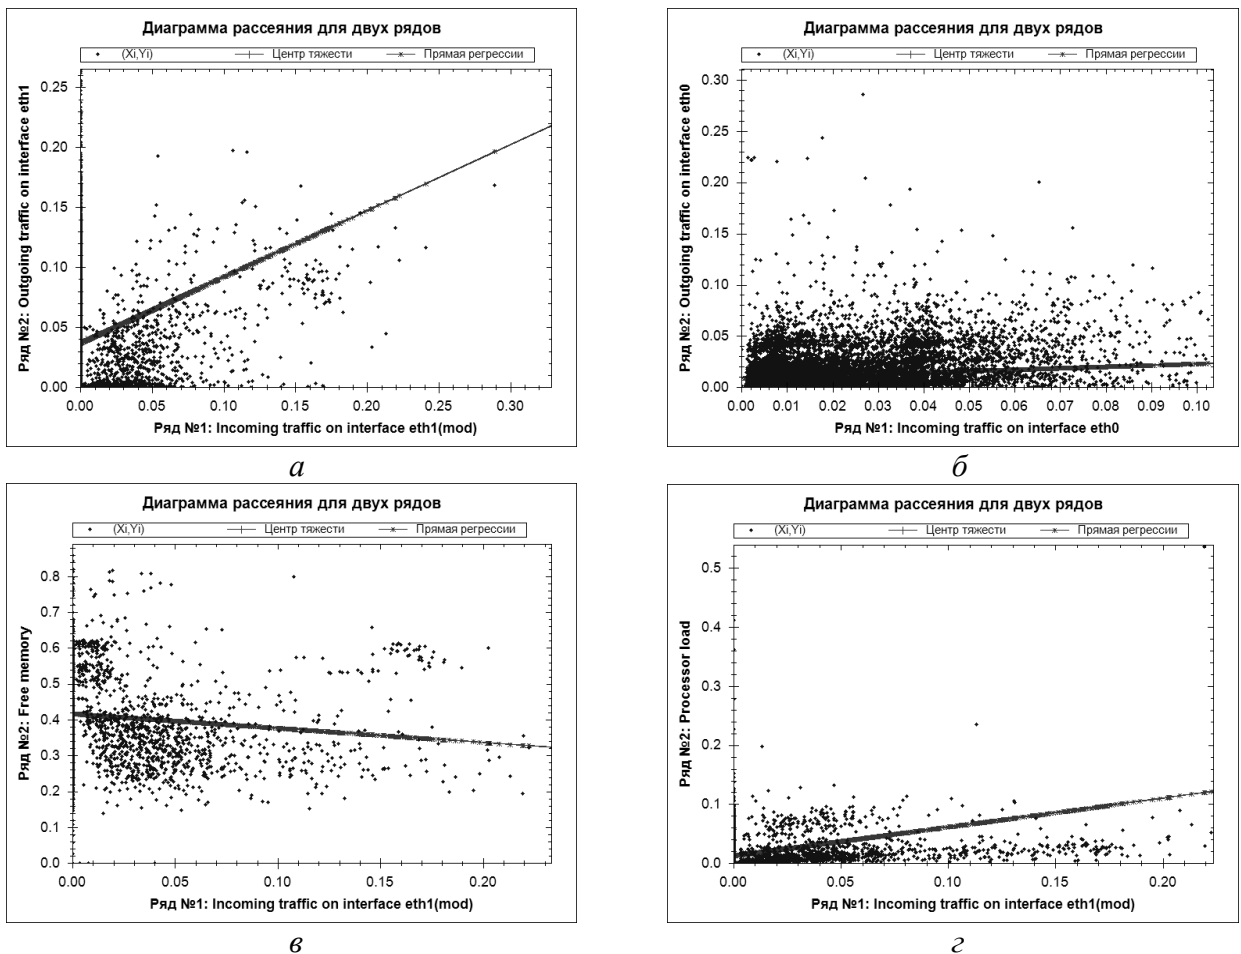 Диаграмма рассеяния для двух рядов
(Xi,Yi) Центр тяжести Прямая регрессии
Ряд №2: Outgoing traffic on interface eth1
0.25
0.20
0.15
0.10
0.05
0.00
0.00 0.05 0.10 0.15 0.20 0.25 0.30
Ряд №1: Incoming traffic on interface eth1(mod)
а
Диаграмма рассеяния для двух рядов
(Xi,Yi) Центр тяжести Прямая регрессии
Ряд №2: Outgoing traffic on interface eth0
0.30
0.25
0.20
0.15
0.10
0.05
0.00
0.00 0.01 0.02 0.03 0.04 0.05 0.06 0.07 0.08 0.09 0.10
Ряд №1: Incoming traffic on interface eth0
б
Диаграмма рассеяния для двух рядов
(Xi,Yi) Центр тяжести Прямая регрессии
Ряд №2: Free memory
0.8
0.7
0.6
0.5
0.4
0.3
0.2
0.1
0.0
0.00 0.05 0.10 0.15 0.20
Ряд №1: Incoming traffic on interface eth1(mod)
в
Диаграмма рассеяния для двух рядов
(Xi,Yi) Центр тяжести Прямая регрессии
Ряд №2: Processor load
0.5
0.4
0.3
0.2
0.1
0.0
0.00 0.05 0.10 0.15 0.20
Ряд №1: Incoming traffic on interface eth1(mod)
г